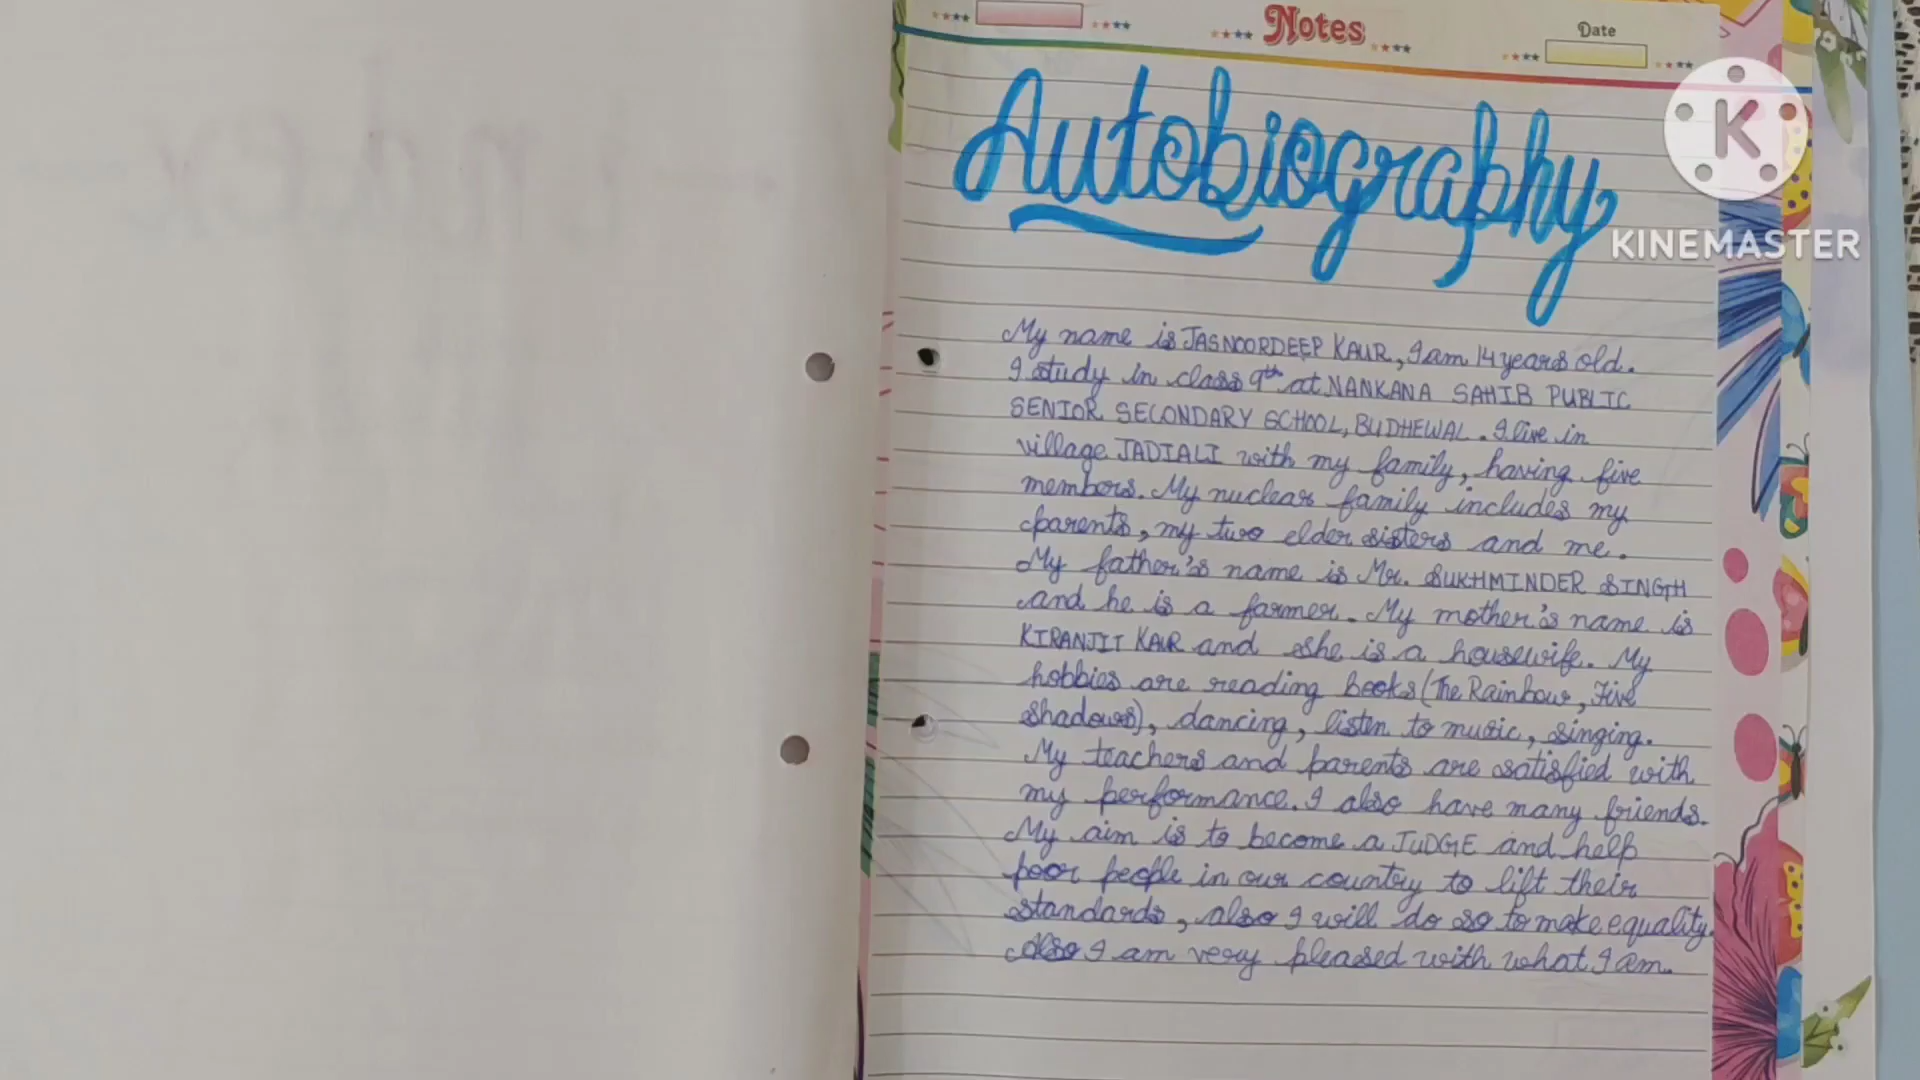 Notes
Date
Autobiography
K
KINEMASTER
My name is JASNOORDEEP KAUR, I am 14 years old.
I study in class 9th at NANKANA SAHIB PUBLIC
SENIOR SECONDARY SCHOOL, BUDHEWAL. I live in
village JADIALI with my family, having five
members. My nuclear family includes my
parents, my two elder sisters and me.
My father's name is Mr. SUKHMINDER SINGH
and he is a farmer. My mother's name is
KIRANJIT KAUR and she is a housewife. My
hobbies are reading books (The Rainbow, Five
shadows), dancing, listen to music, singing.
My teachers and parents are satisfied with
my performance. I also have many friends.
My aim is to become a JUDGE and help
poor people in our country to lift their
standards, also I will do so to make equality.
Also I am very pleased with what I am.
index